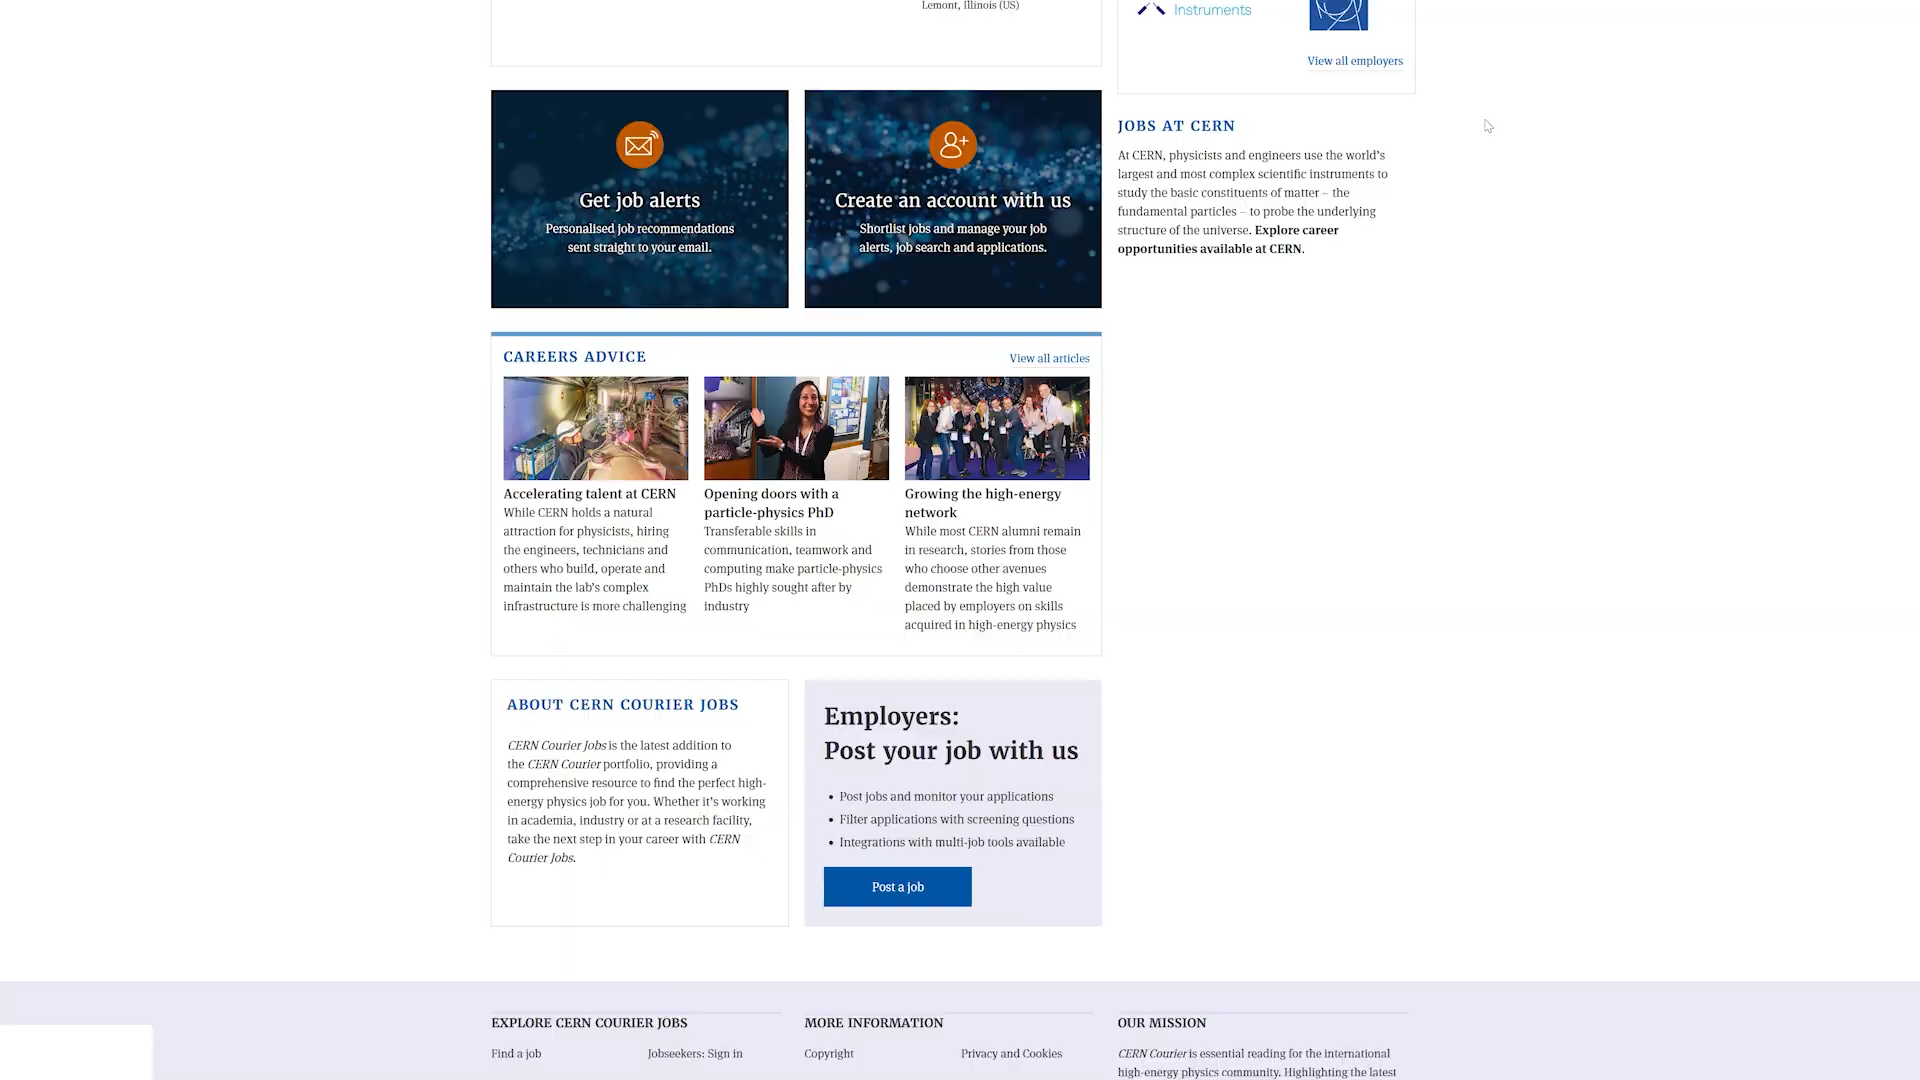 Lemont, Illinois (US)
Instruments
View all employers
Get job alerts
Personalised job recommendations
sent straight to your email.
Create an account with us
Shortlist jobs and manage your job
alerts, job search and applications.
JOBS AT CERN
At CERN, physicists and engineers use the world's
largest and most complex scientific instruments to
study the basic constituents of matter – the
fundamental particles – to probe the underlying
structure of the universe. Explore career
opportunities available at CERN.
CAREERS ADVICE
View all articles
Accelerating talent at CERN
While CERN holds a natural
attraction for physicists, hiring
the engineers, technicians and
others who build, operate and
maintain the lab's complex
infrastructure is more challenging
Opening doors with a
particle-physics PhD
Transferable skills in
communication, teamwork and
computing make particle-physics
PhDs highly sought after by
industry
Growing the high-energy
network
While most CERN alumni remain
in research, stories from those
who choose other avenues
demonstrate the high value
placed by employers on skills
acquired in high-energy physics
ABOUT CERN COURIER JOBS
CERN Courier Jobs is the latest addition to
the CERN Courier portfolio, providing a
comprehensive resource to find the perfect high-
energy physics job for you. Whether it's working
in academia, industry or at a research facility,
take the next step in your career with CERN
Courier Jobs.
Employers:
Post your job with us
• Post jobs and monitor your applications
• Filter applications with screening questions
• Integrations with multi-job tools available
Post a job
EXPLORE CERN COURIER JOBS
Find a job
Jobseekers: Sign in
MORE INFORMATION
Copyright
Privacy and Cookies
OUR MISSION
CERN Courier is essential reading for the international
high-energy physics community. Highlighting the latest